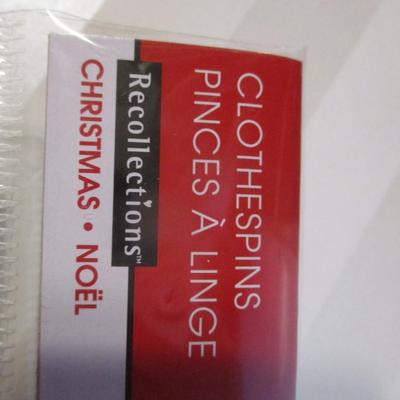 CLOTHESPINS
PINCES À LINGE
Recollections™
CHRISTMAS • NOËL